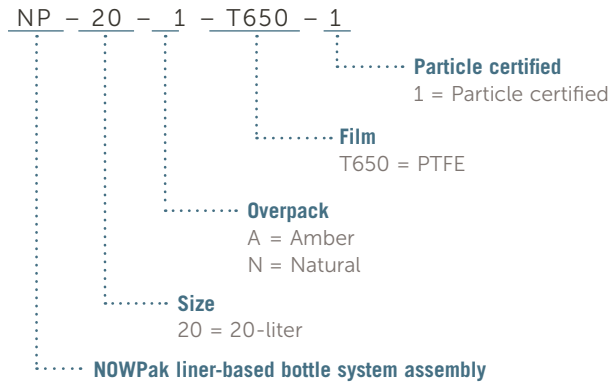 NP – 20 – 1 – T650 – 1
Particle certified
1 = Particle certified
Film
T650 = PTFE
Overpack
A = Amber
N = Natural
Size
20 = 20-liter
NOWPak liner-based bottle system assembly